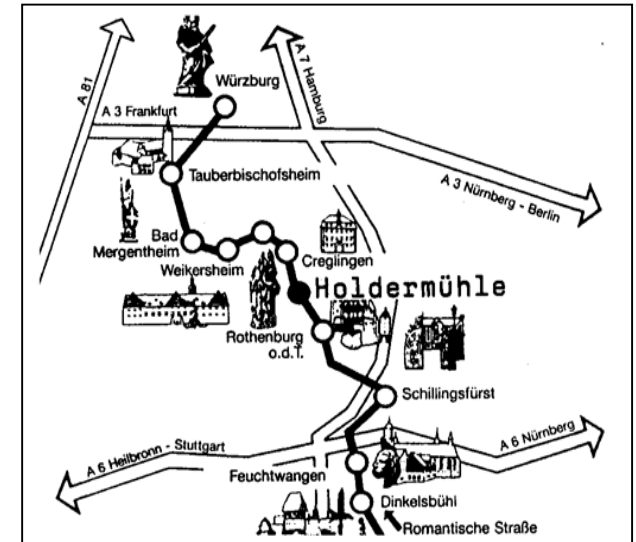 Würzburg
A 81
A 3 Frankfurt
A 7 Hamburg
Tauberbischofsheim
A 3 Nürnberg - Berlin
Bad
Mergentheim
Weikersheim
Creglingen
Holdermühle
Rothenburg
o.d.T.
Schillingsfürst
A 6 Heilbronn - Stuttgart
A 6 Nürnberg
Feuchtwangen
Dinkelsbühl
Romantische Straße